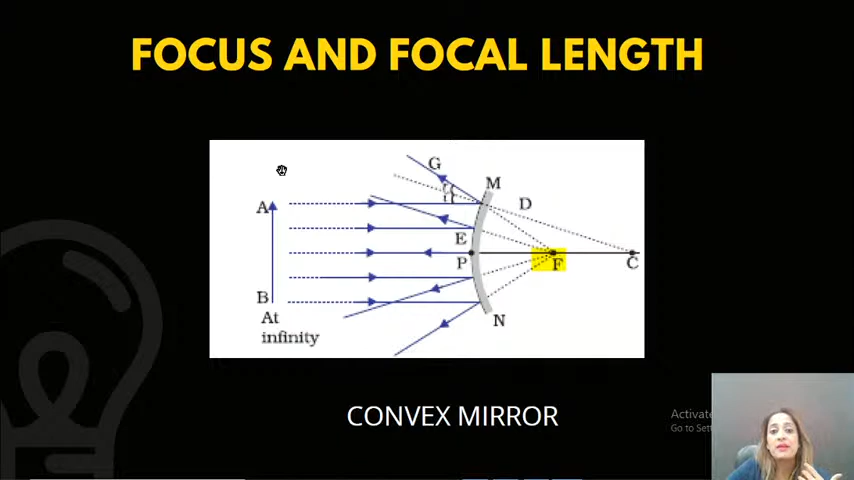 FOCUS AND FOCAL LENGTH
G
M
A
D
E
P
F
C
B
At
infinity
N
CONVEX MIRROR
Activate
Go to Sett